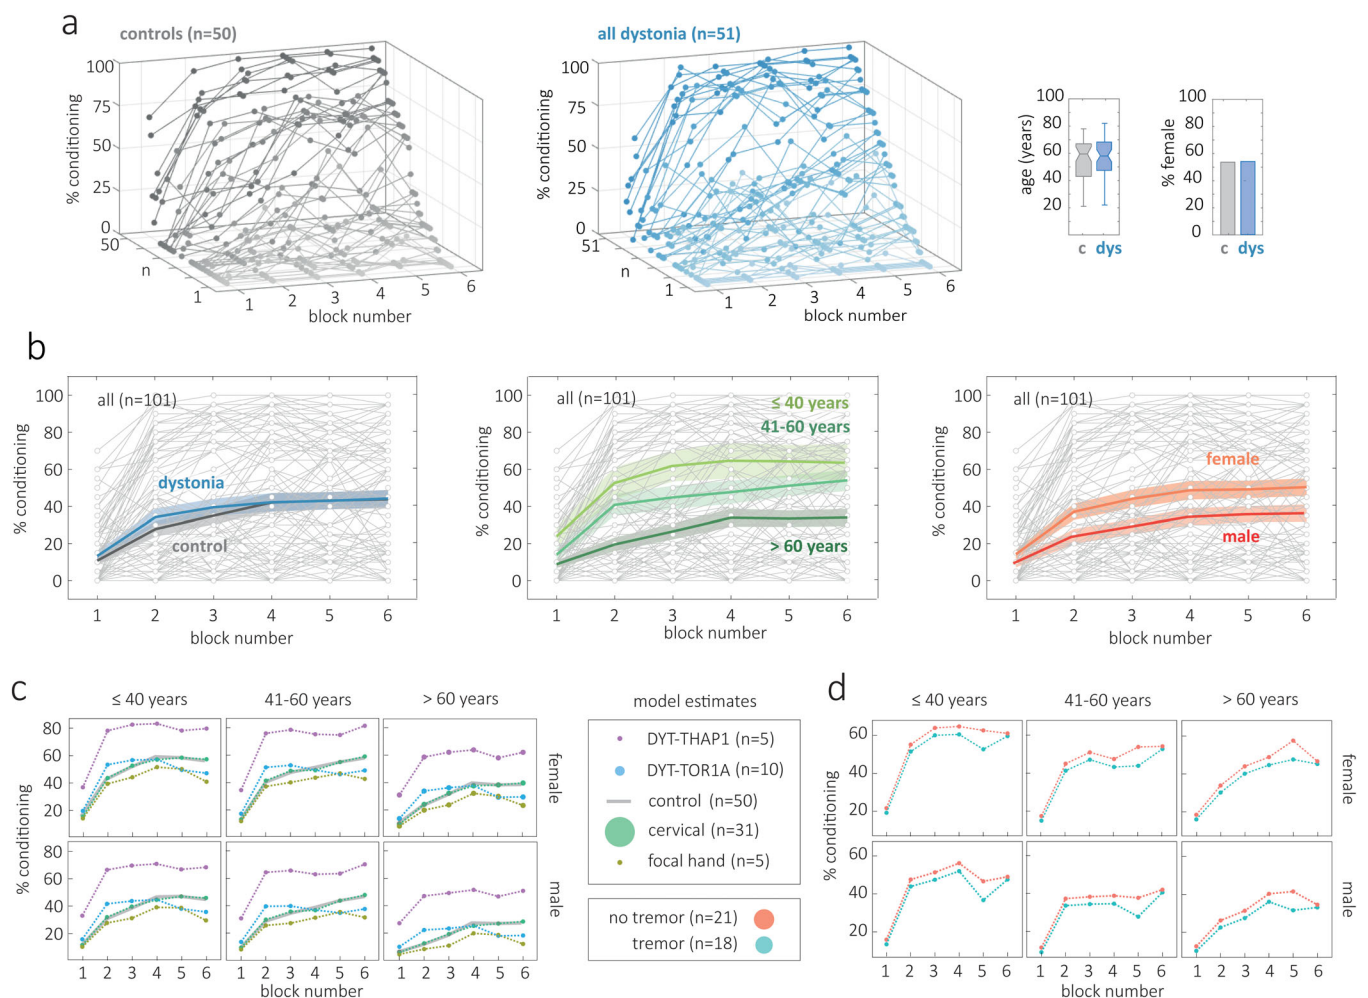 a
controls (n=50)
all dystonia (n=51)
100
75
50
25
0
% conditioning
50
n
1
1 2 3 4 5 6
block number
100
75
50
25
0
% conditioning
51
n
1
1 2 3 4 5 6
block number
100
80
60
40
20
age (years)
c dys
100
80
60
40
20
0
% female
c dys
b
all (n=101)
dystonia
control
100
80
60
40
20
0
% conditioning
1 2 3 4 5 6
block number
all (n=101)
≤ 40 years
41-60 years
> 60 years
100
80
60
40
20
0
% conditioning
1 2 3 4 5 6
block number
all (n=101)
female
male
100
80
60
40
20
0
% conditioning
1 2 3 4 5 6
block number
c
≤ 40 years 41-60 years > 60 years
80
60
40
20
female
80
60
40
20
male
% conditioning
1 2 3 4 5 6 1 2 3 4 5 6 1 2 3 4 5 6
block number
model estimates
DYT-THAP1 (n=5)
DYT-TOR1A (n=10)
control (n=50)
cervical (n=31)
focal hand (n=5)
no tremor (n=21)
tremor (n=18)
d
≤ 40 years 41-60 years > 60 years
60
40
20
female
60
40
20
male
% conditioning
1 2 3 4 5 6 1 2 3 4 5 6 1 2 3 4 5 6
block number